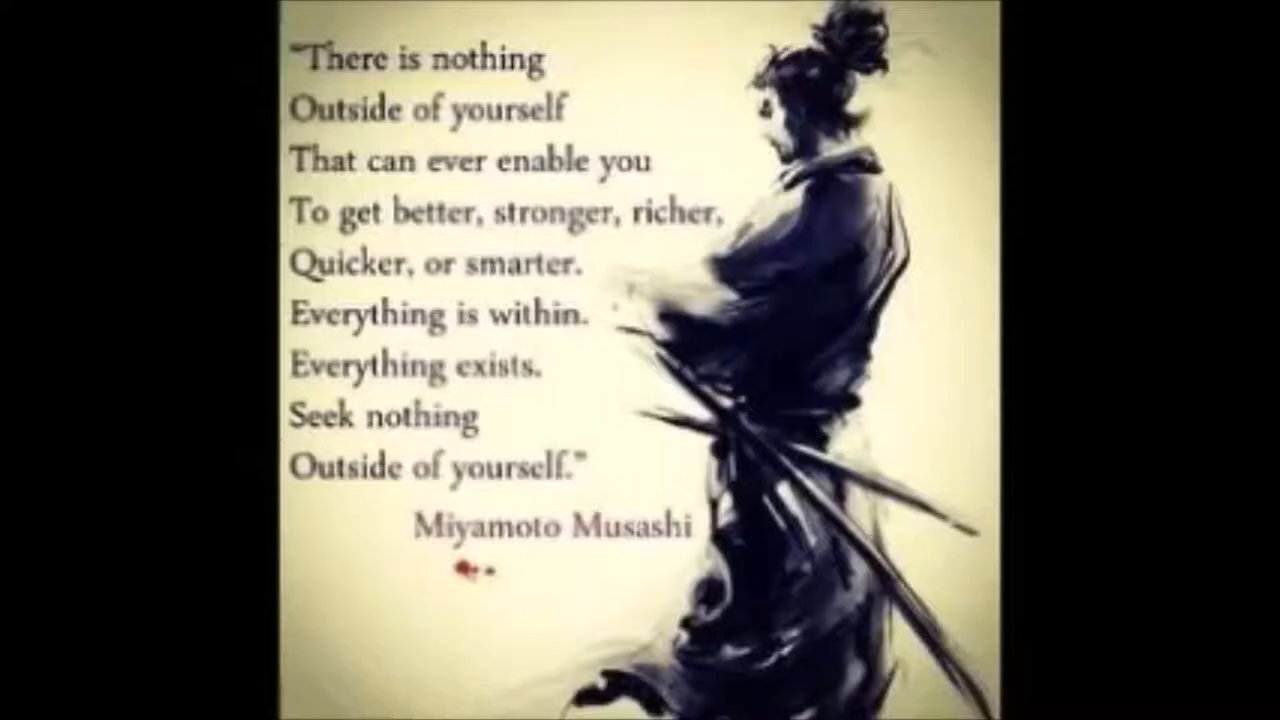 "There is nothing
Outside of yourself
That can ever enable you
To get better, stronger, richer,
Quicker, or smarter.
Everything is within.
Everything exists.
Seek nothing
Outside of yourself."
Miyamoto Musashi